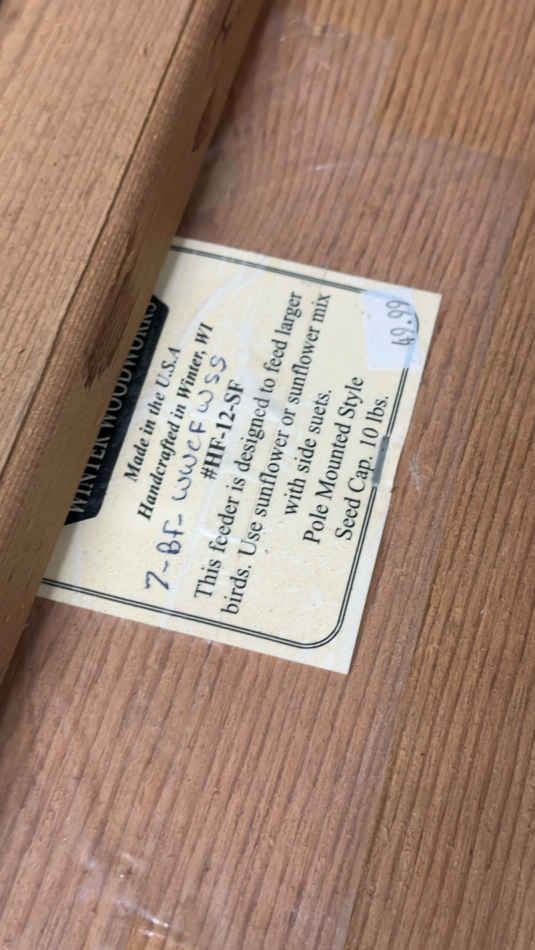 WINTER WOODWORKS
Made in the U.S.A
Handcrafted in Winter, WI
7-BF-WWCFWSS
#HF-12-SF
This feeder is designed to feed larger
birds. Use sunflower or sunflower mix
with side suets.
Pole Mounted Style
Seed Cap. 10 lbs.
49.99